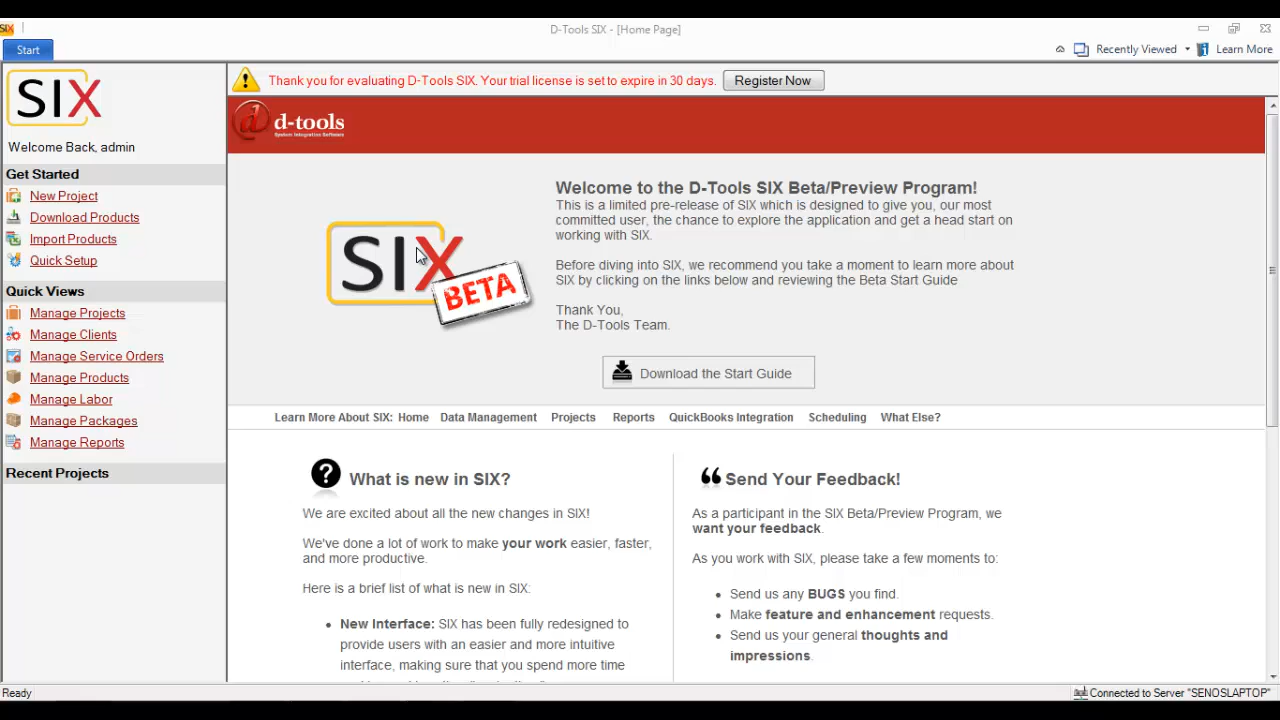 SIX
D-Tools SIX - [Home Page]
Start
Recently Viewed
Learn More
SIX
Welcome Back, admin
Get Started
New Project
Download Products
Import Products
Quick Setup
Quick Views
Manage Projects
Manage Clients
Manage Service Orders
Manage Products
Manage Labor
Manage Packages
Manage Reports
Recent Projects
Thank you for evaluating D-Tools SIX. Your trial license is set to expire in 30 days.
Register Now
d d-tools
System Integration Software
SIX
BETA
Welcome to the D-Tools SIX Beta/Preview Program!
This is a limited pre-release of SIX which is designed to give you, our most
committed user, the chance to explore the application and get a head start on
working with SIX.
Before diving into SIX, we recommend you take a moment to learn more about
SIX by clicking on the links below and reviewing the Beta Start Guide
Thank You,
The D-Tools Team.
Download the Start Guide
Learn More About SIX: Home Data Management Projects Reports QuickBooks Integration Scheduling What Else?
What is new in SIX?
We are excited about all the new changes in SIX!
We've done a lot of work to make your work easier, faster,
and more productive.
Here is a brief list of what is new in SIX:
New Interface: SIX has been fully redesigned to
provide users with an easier and more intuitive
interface, making sure that you spend more time
Send Your Feedback!
As a participant in the SIX Beta/Preview Program, we
want your feedback.
As you work with SIX, please take a few moments to:
Send us any BUGS you find.
Make feature and enhancement requests.
Send us your general thoughts and
impressions.
Ready
Connected to Server "SENOSLAPTOP"